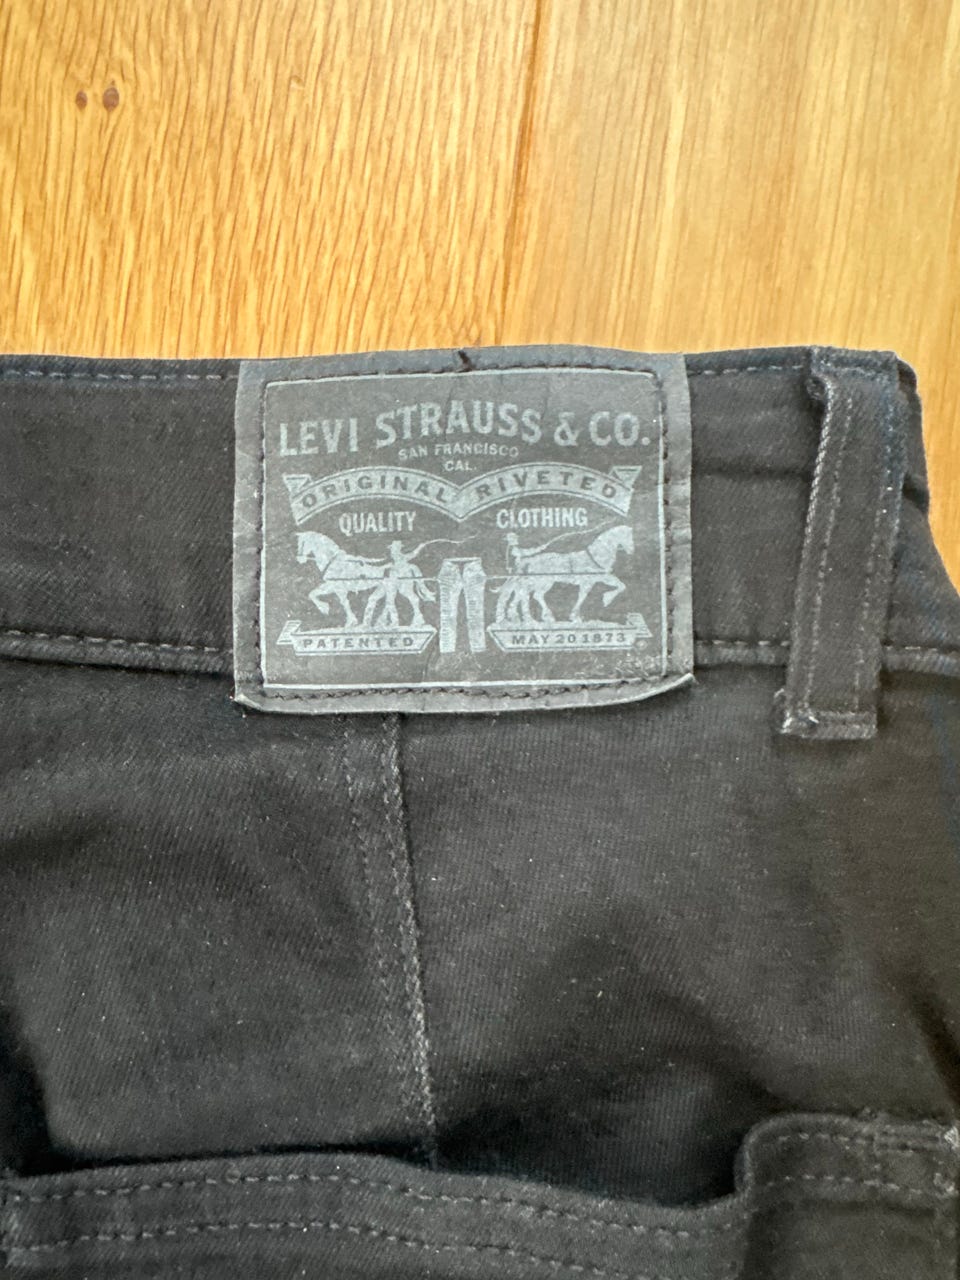 LEVI STRAUSS & CO.
SAN FRANCISCO
CAL.
ORIGINAL RIVETED
QUALITY CLOTHING
PATENTED MAY 20 1873